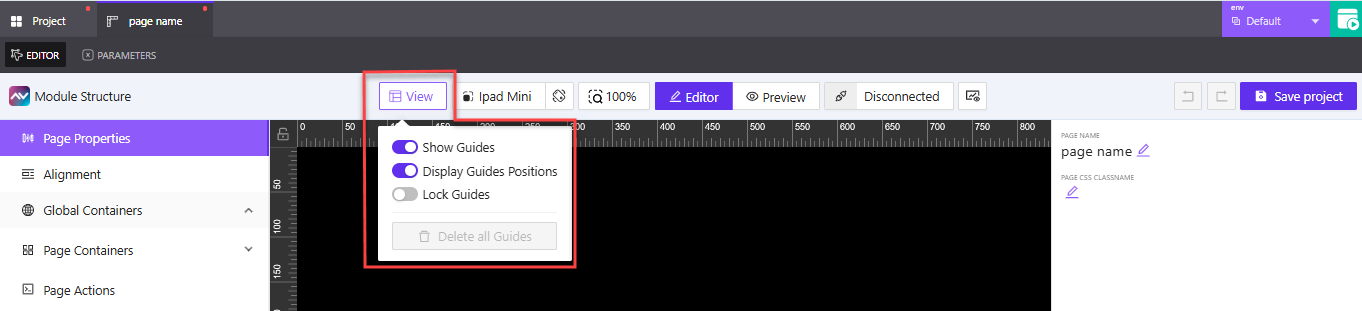 Project
page name
env
Default
EDITOR
PARAMETERS
Module Structure
View
Ipad Mini
100%
Editor
Preview
Disconnected
Save project
Page Properties
Alignment
Global Containers
Page Containers
Page Actions
0 50 200 250 300 350 400 450 500 550 600 650 700 750 800
50
100
150
Show Guides
Display Guides Positions
Lock Guides
Delete all Guides
PAGE NAME
page name
PAGE CSS CLASSNAME